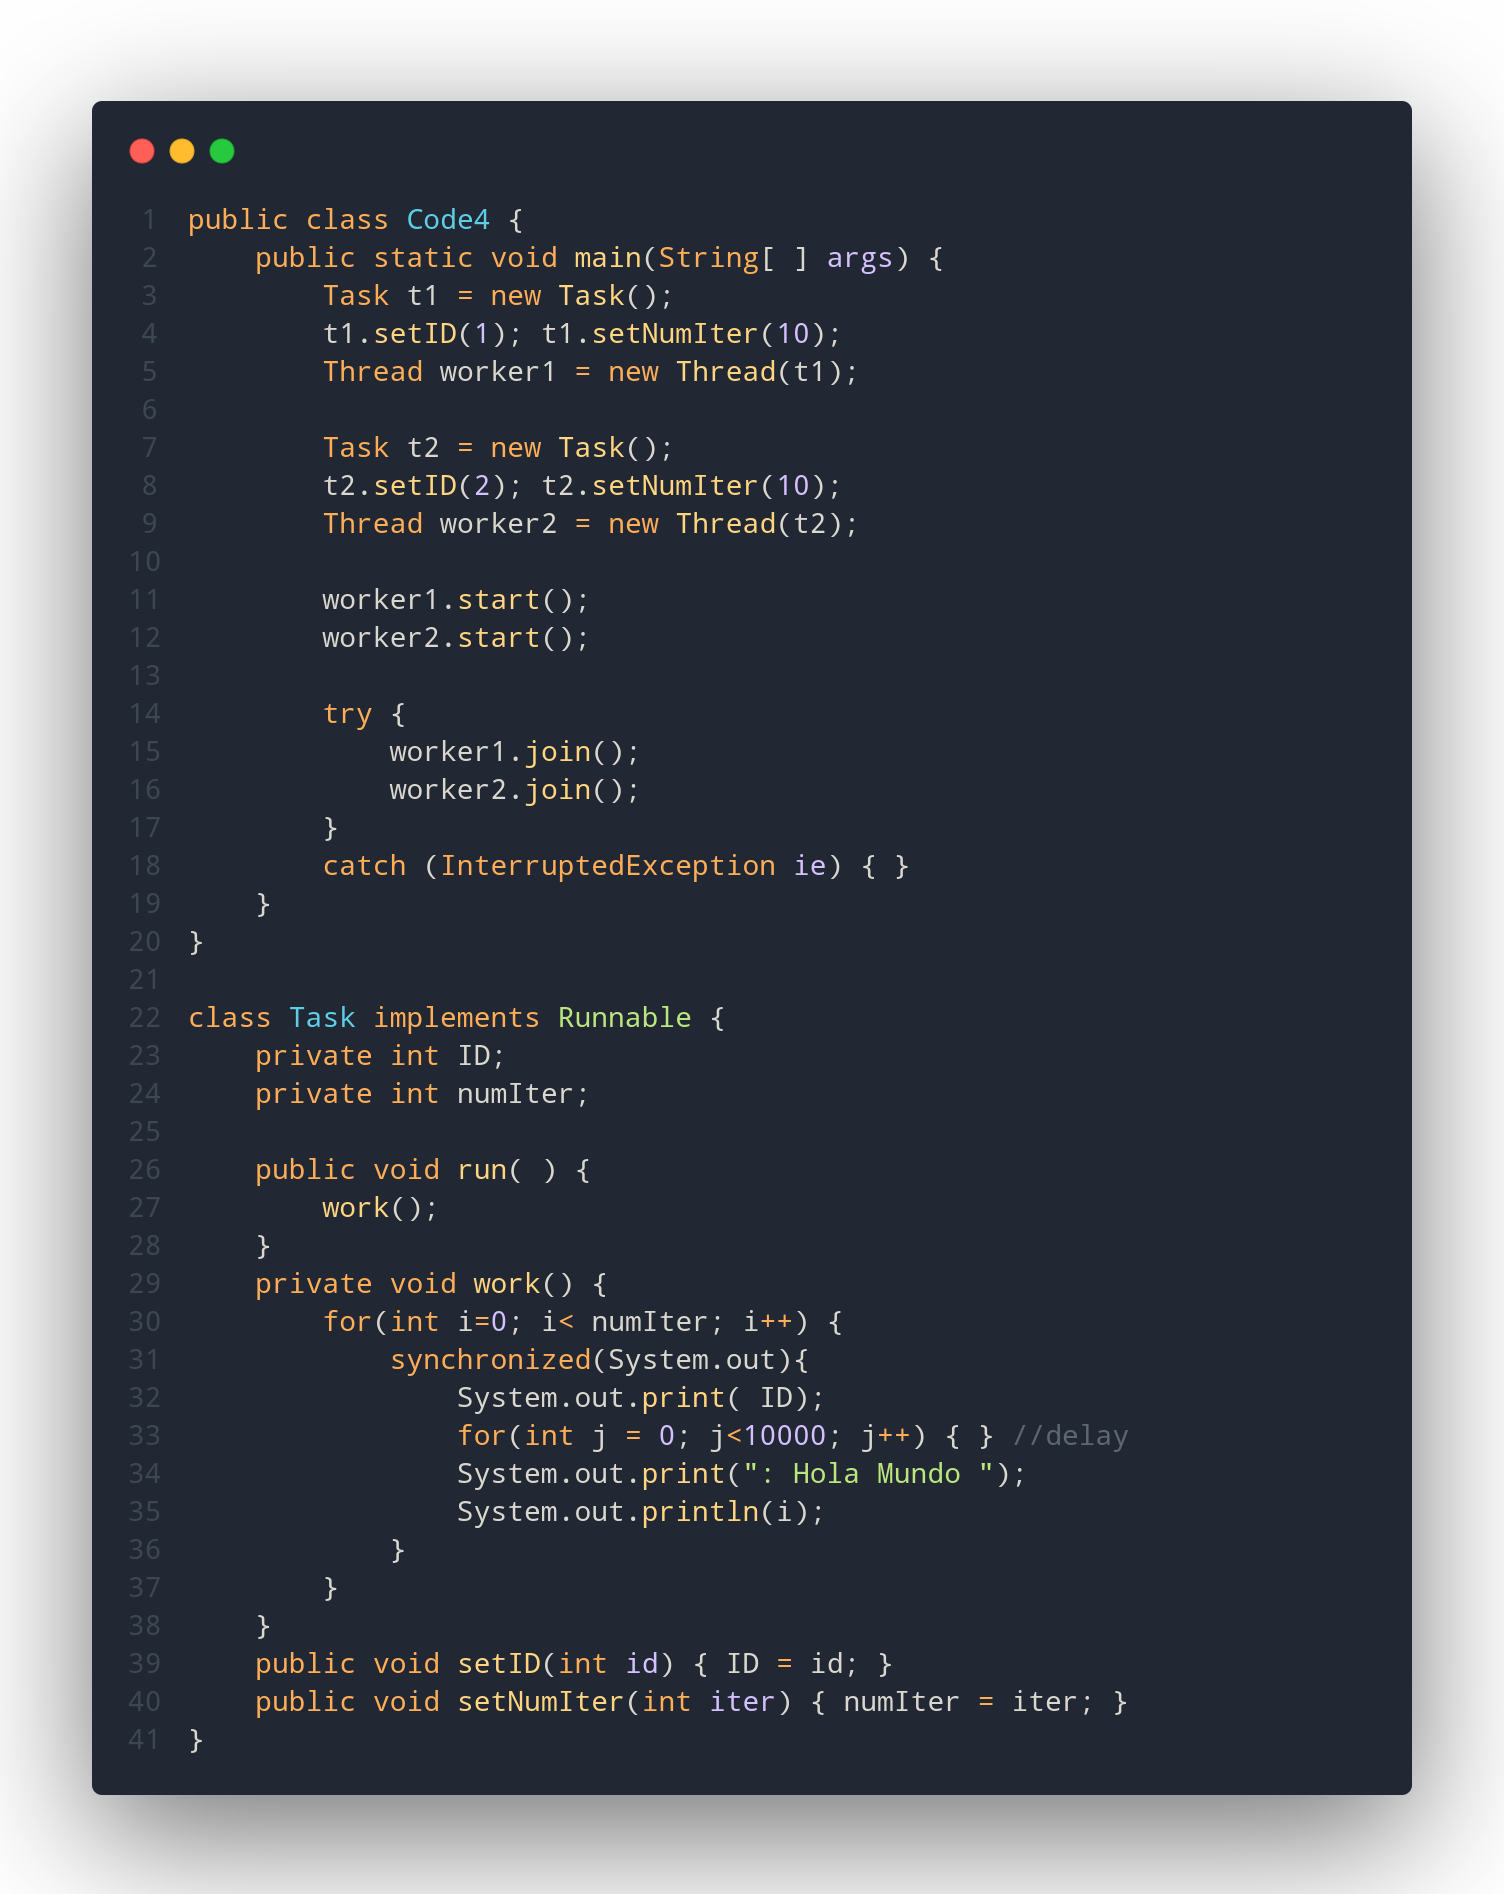 1 public class Code4 {
2     public static void main(String[ ] args) {
3         Task t1 = new Task();
4         t1.setID(1); t1.setNumIter(10);
5         Thread worker1 = new Thread(t1);
6
7         Task t2 = new Task();
8         t2.setID(2); t2.setNumIter(10);
9         Thread worker2 = new Thread(t2);
10
11         worker1.start();
12         worker2.start();
13
14         try {
15             worker1.join();
16             worker2.join();
17         }
18         catch (InterruptedException ie) { }
19     }
20 }
21
22 class Task implements Runnable {
23     private int ID;
24     private int numIter;
25
26     public void run( ) {
27         work();
28     }
29     private void work() {
30         for(int i=0; i< numIter; i++) {
31             synchronized(System.out){
32                 System.out.print( ID);
33                 for(int j = 0; j<10000; j++) { } //delay
34                 System.out.print(": Hola Mundo ");
35                 System.out.println(i);
36             }
37         }
38     }
39     public void setID(int id) { ID = id; }
40     public void setNumIter(int iter) { numIter = iter; }
41 }